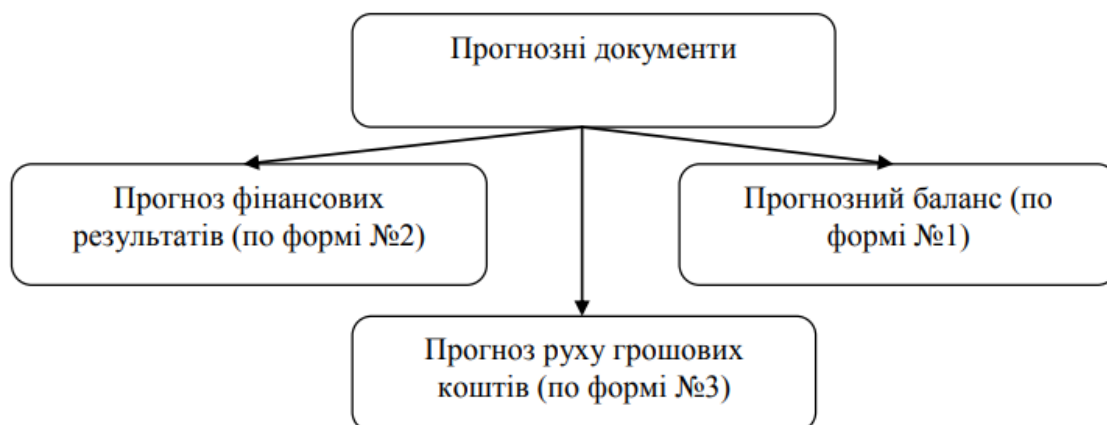 Прогнозні документи
Прогноз фінансових
результатів (по формі №2)
Прогнозний баланс (по
формі №1)
Прогноз руху грошових
коштів (по формі №3)